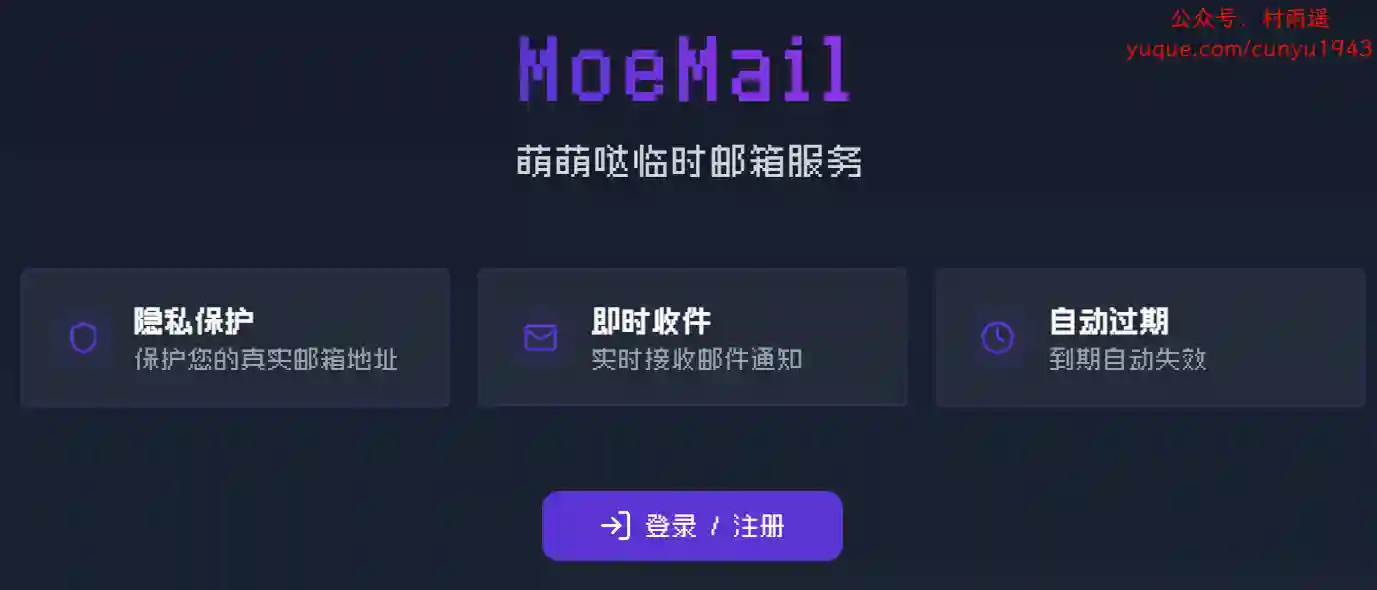 公众号：村雨遥
yuque.com/cunyu1943
MoeMail
萌萌哒临时邮箱服务
隐私保护
保护您的真实邮箱地址
即时收件
实时接收邮件通知
自动过期
到期自动失效
登录 / 注册